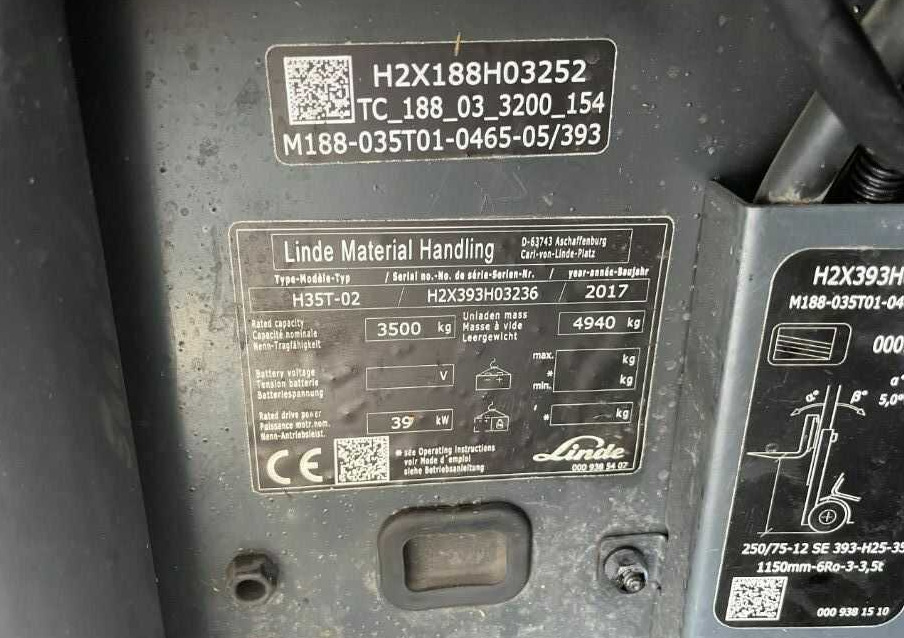 H2X188H03252
TC_188_03_3200_154
M188-035T01-0465-05/393
Linde Material Handling
D-63743 Aschaffenburg
Carl-von-Linde-Platz
Type-Modèle-Typ / Serial no.-No. de série-Serien-Nr. / year-année-Baujahr
H35T-02 / H2X393H03236 / 2017
Rated capacity
Capacité nominale
Nenn-Tragfähigkeit
3500 kg
Unladen mass
Masse à vide
Leergewicht
4940 kg
Battery voltage
Tension batterie
Batteriespannung
V
max. kg
*
min. kg
Rated drive power
Puissance motr.nom.
Nenn-Antriebsleist.
39 kW
* kg
CE
* see Operating Instructions
voir Mode d'emploi
siehe Betriebsanleitung
Linde
000 938 54 07
H2X393H
M188-035T01-04
000
α°
α° β° 5,0°
250/75-12 SE 393-H25-35
1150mm-6Ro-3-3,5t
000 938 15 10